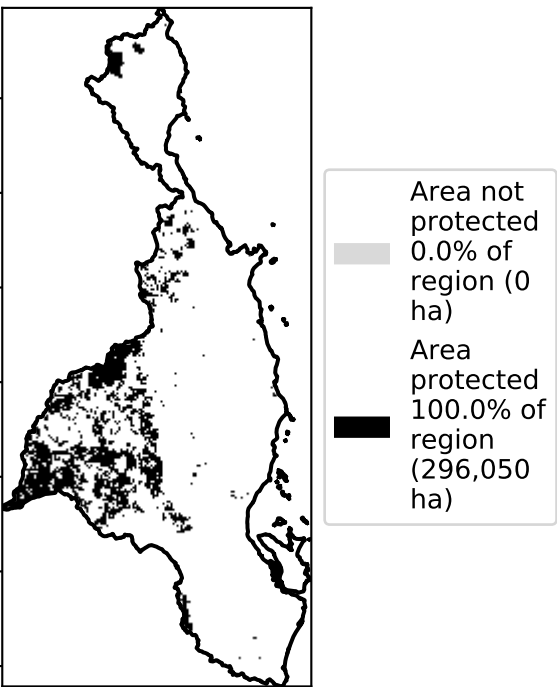 Area not
protected
0.0% of
region (0
ha)
Area
protected
100.0% of
region
(296,050
ha)